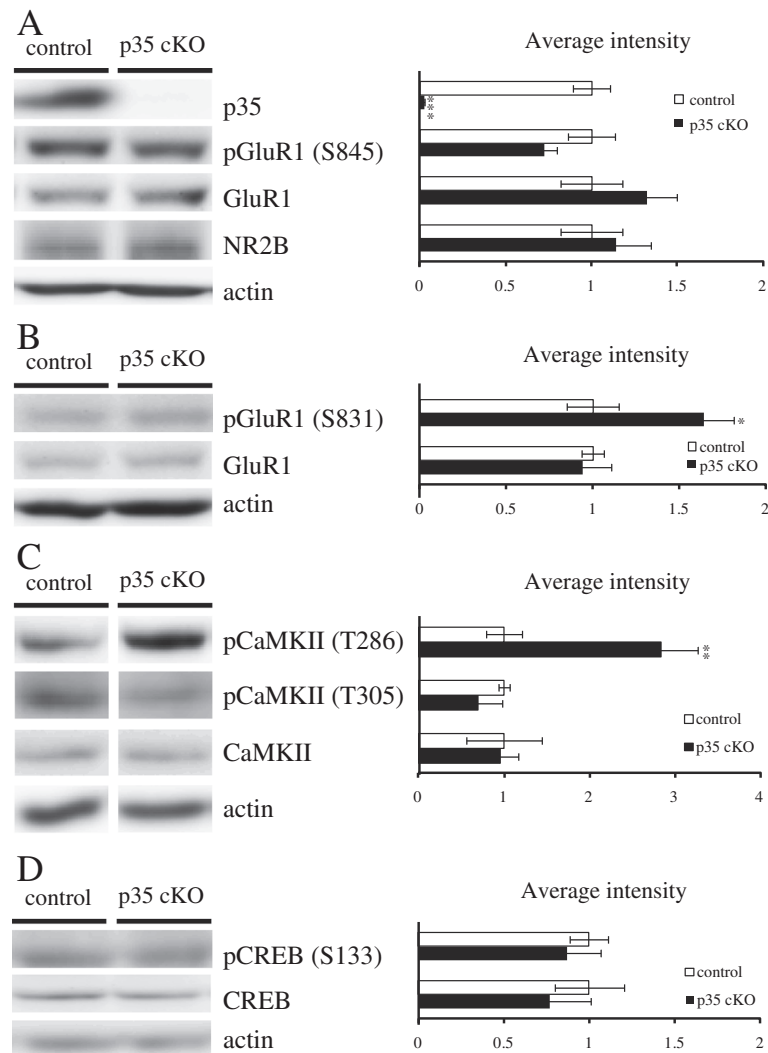 A
control p35 cKO
p35
pGluR1 (S845)
GluR1
NR2B
actin
Average intensity
***
control
p35 cKO
0 0.5 1 1.5 2
B
control p35 cKO
pGluR1 (S831)
GluR1
actin
Average intensity
*
control
p35 cKO
0 0.5 1 1.5 2
C
control p35 cKO
pCaMKII (T286)
pCaMKII (T305)
CaMKII
actin
Average intensity
**
control
p35 cKO
0 1 2 3 4
D
control p35 cKO
pCREB (S133)
CREB
actin
Average intensity
control
p35 cKO
0 0.5 1 1.5 2